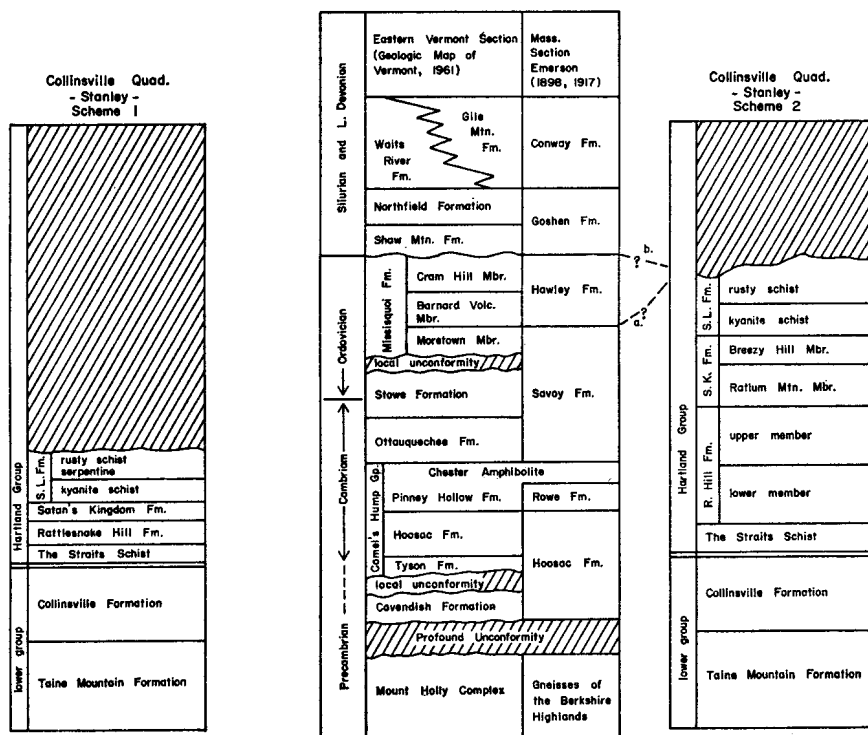 Collinsville Quad.
- Stanley -
Scheme 1
Hartland Group
S. L. Fm.
rusty schist
serpentine
kyanite schist
Satan's Kingdom Fm.
Rattlesnake Hill Fm.
The Straits Schist
lower group
Collinsville Formation
Taine Mountain Formation
Silurian and L. Devonian
Ordovician
Cambrian
Precambrian
Eastern Vermont Section
(Geologic Map of
Vermont, 1961)
Mass.
Section
Emerson
(1898, 1917)
Waits
River
Fm.
Gile
Mtn.
Fm.
Conway Fm.
Northfield Formation
Shaw Mtn. Fm.
Goshen Fm.
Missisquoi Fm.
Cram Hill Mbr.
Barnard Volc.
Mbr.
Moretown Mbr.
Hawley Fm.
local unconformity
Stowe Formation
Savoy Fm.
Ottauquechee Fm.
Camel's Hump Gp.
Chester Amphibolite
Pinney Hollow Fm.
Rowe Fm.
Hoosac Fm.
Tyson Fm.
Hoosac Fm.
local unconformity
Cavendish Formation
Profound Unconformity
Mount Holly Complex
Gneisses of
the Berkshire
Highlands
b.
?
?
a.
Collinsville Quad.
- Stanley -
Scheme 2
Hartland Group
S. L. Fm.
rusty schist
kyanite schist
S. K. Fm.
Breezy Hill Mbr.
Ratlum Mtn. Mbr.
R. Hill Fm.
upper member
lower member
The Straits Schist
lower group
Collinsville Formation
Taine Mountain Formation